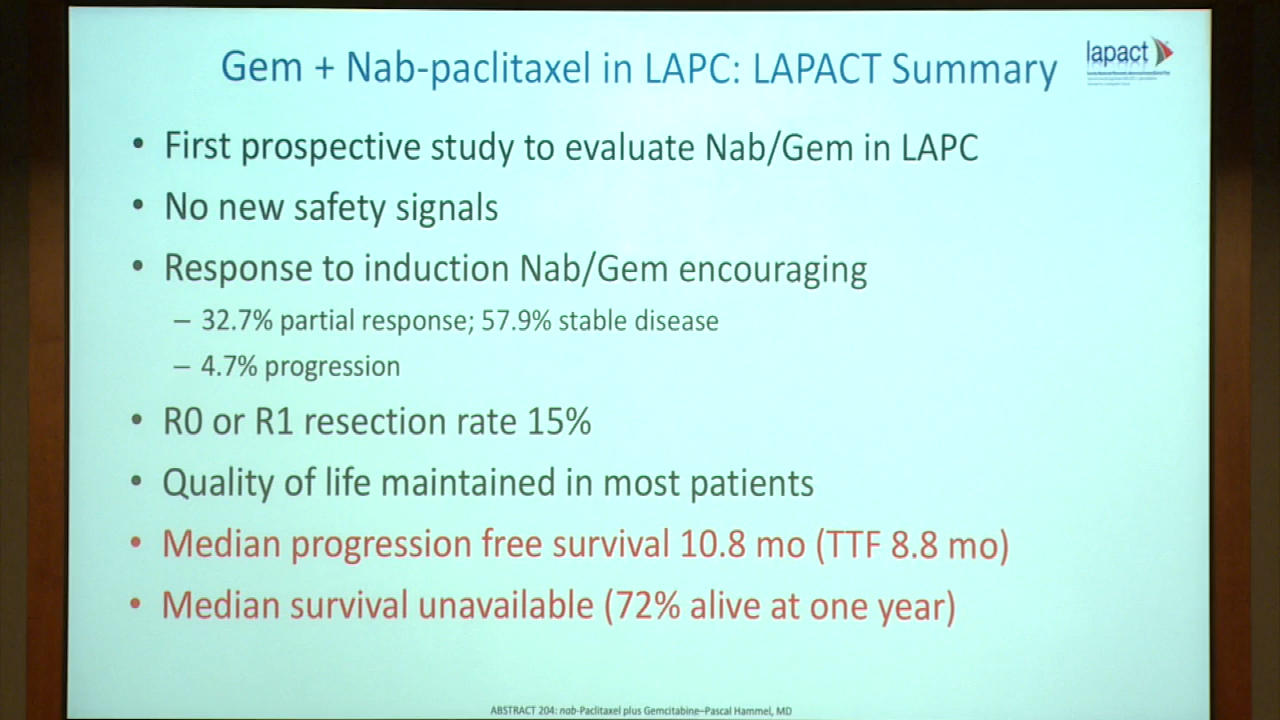 Gem + Nab-paclitaxel in LAPC: LAPACT Summary
lapact
• First prospective study to evaluate Nab/Gem in LAPC
• No new safety signals
• Response to induction Nab/Gem encouraging
– 32.7% partial response; 57.9% stable disease
– 4.7% progression
• R0 or R1 resection rate 15%
• Quality of life maintained in most patients
• Median progression free survival 10.8 mo (TTF 8.8 mo)
• Median survival unavailable (72% alive at one year)
ABSTRACT 204: nab-Paclitaxel plus Gemcitabine–Pascal Hammel, MD